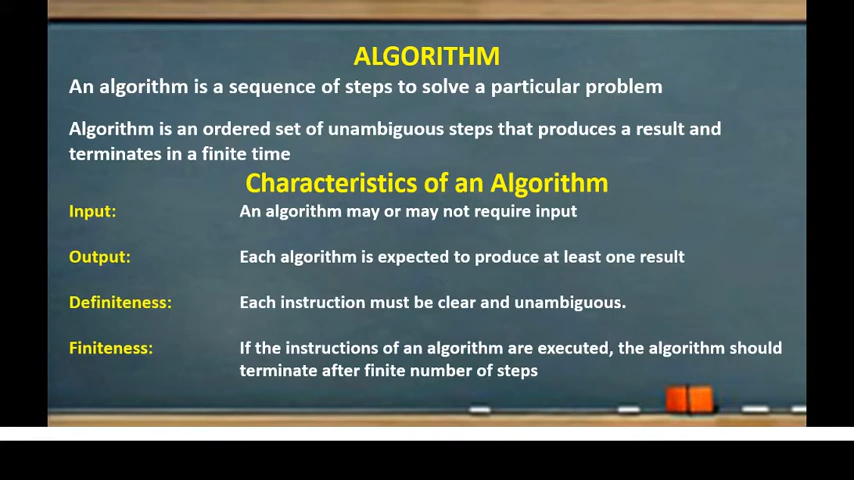 ALGORITHM
An algorithm is a sequence of steps to solve a particular problem
Algorithm is an ordered set of unambiguous steps that produces a result and
terminates in a finite time
Characteristics of an Algorithm
Input: An algorithm may or may not require input
Output: Each algorithm is expected to produce at least one result
Definiteness: Each instruction must be clear and unambiguous.
Finiteness: If the instructions of an algorithm are executed, the algorithm should
terminate after finite number of steps